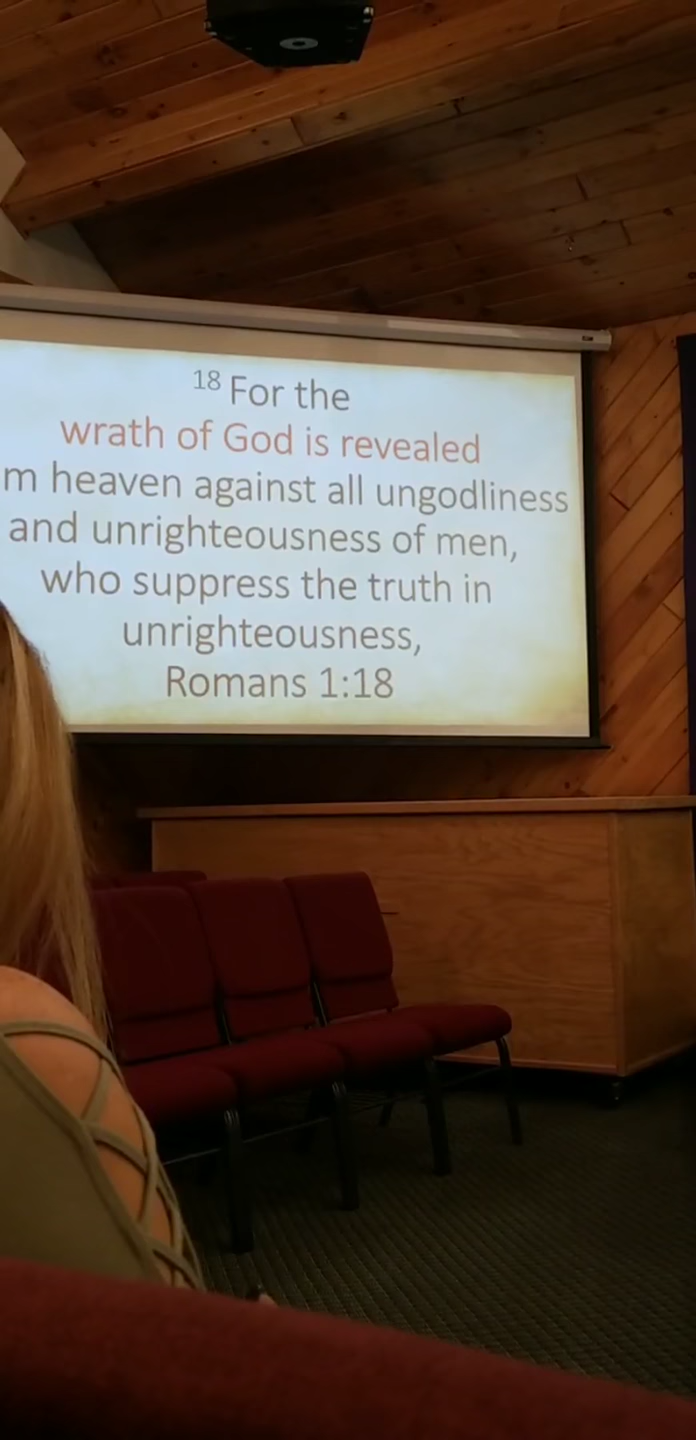 18 For the
wrath of God is revealed
m heaven against all ungodliness
and unrighteousness of men,
who suppress the truth in
unrighteousness,
Romans 1:18